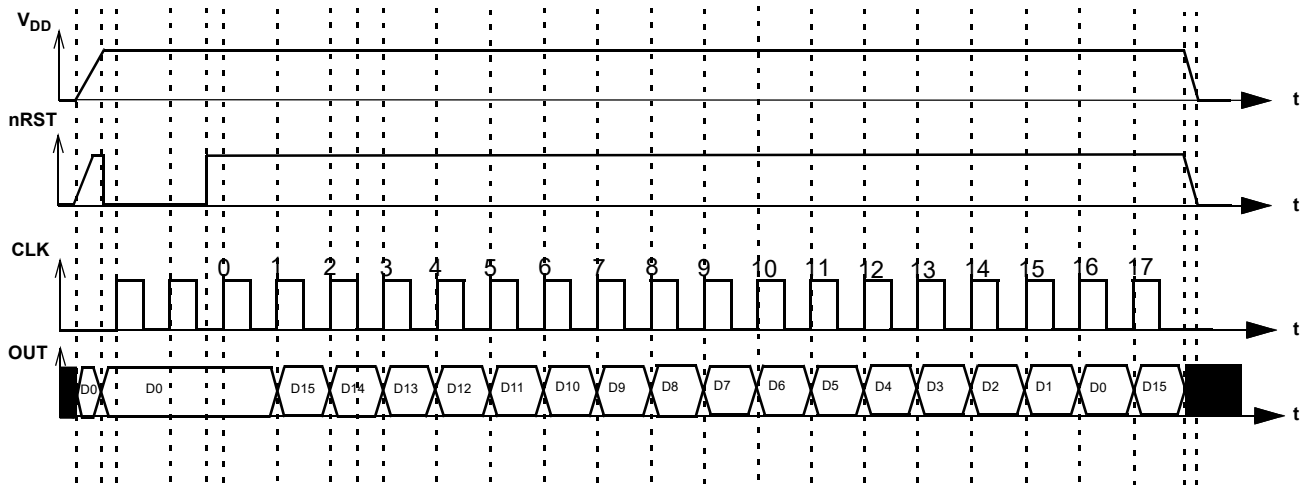 VDD
t
nRST
t
CLK
0 1 2 3 4 5 6 7 8 9 10 11 12 13 14 15 16 17
t
OUT
D0 D0 D15 D14 D13 D12 D11 D10 D9 D8 D7 D6 D5 D4 D3 D2 D1 D0 D15
t